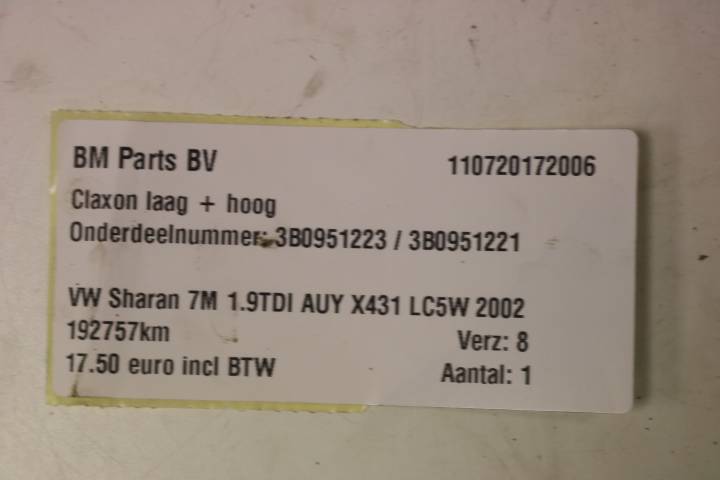 BM Parts BV 110720172006
Claxon laag + hoog
Onderdeelnummer: 3B0951223 / 3B0951221
VW Sharan 7M 1.9TDI AUY X431 LC5W 2002
192757km Verz: 8
17.50 euro incl BTW Aantal: 1